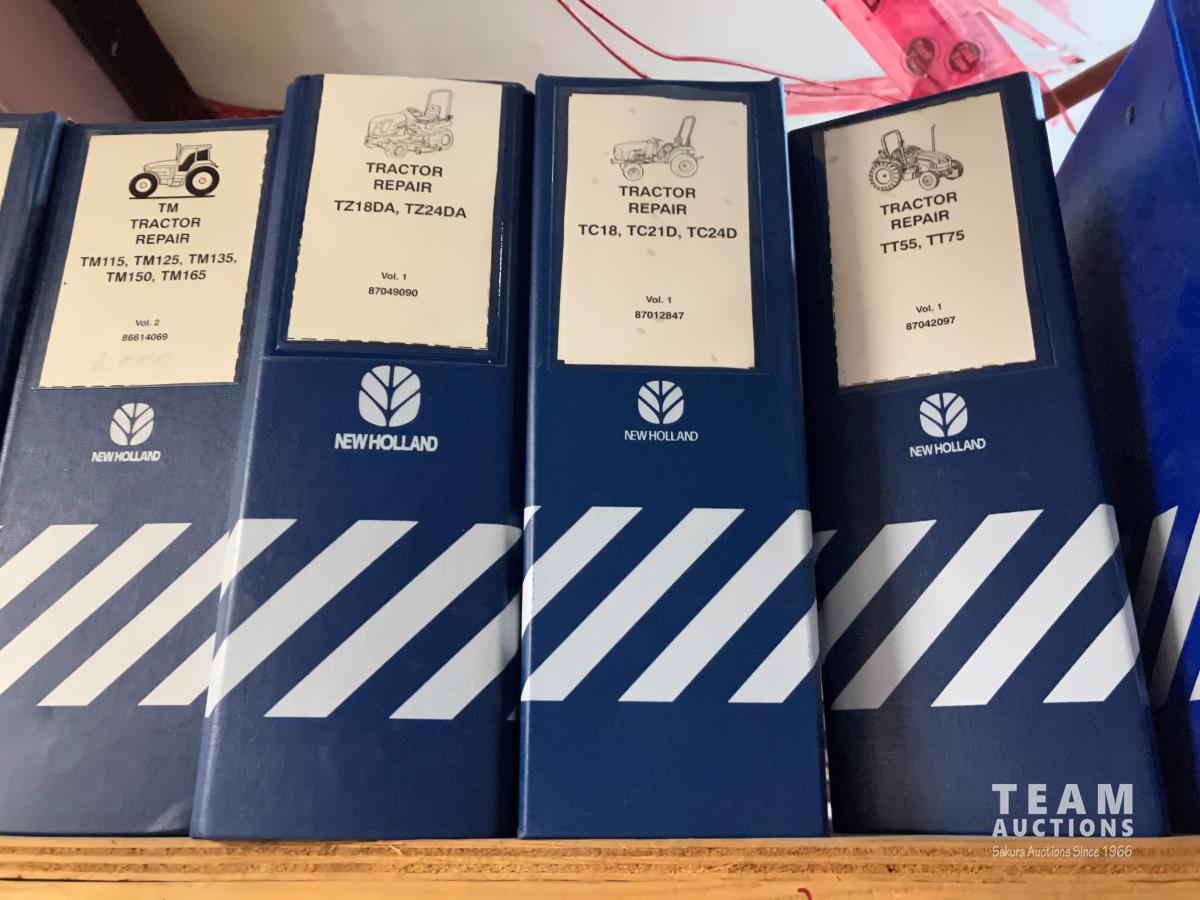 TM
TRACTOR
REPAIR
TM115, TM125, TM135,
TM150, TM165
Vol. 2
86614069
2000
NEW HOLLAND
TRACTOR
REPAIR
TZ18DA, TZ24DA
Vol. 1
87049090
NEW HOLLAND
TRACTOR
REPAIR
TC18, TC21D, TC24D
Vol. 1
87012847
NEW HOLLAND
TRACTOR
REPAIR
TT55, TT75
Vol. 1
87042097
NEW HOLLAND
TEAM
AUCTIONS
Sakura Auctions Since 1966